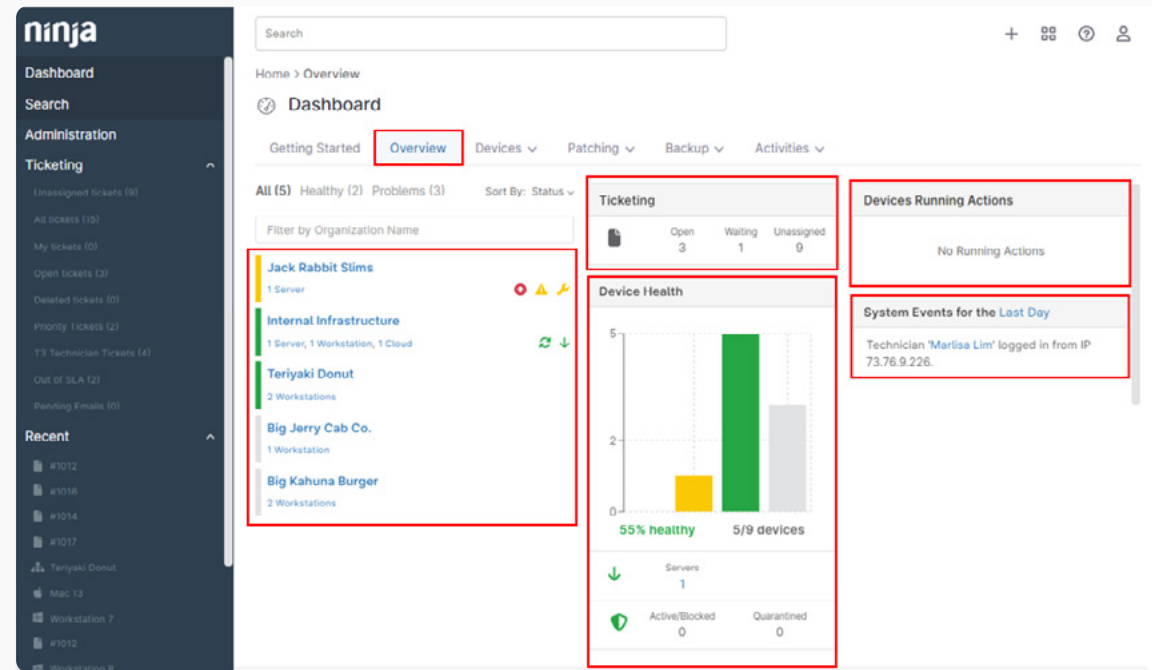 ninja
Dashboard
Search
Administration
Ticketing
Unassigned tickets (9)
All tickets (15)
My tickets (0)
Open tickets (3)
Deleted tickets (0)
Priority Tickets (2)
T3 Technician Tickets (4)
Out of SLA (2)
Pending Emails (0)
Recent
#1012
#1018
#1014
#1017
Teriyaki Donut
Mac 13
Workstation 7
#1012
Search
Home > Overview
Dashboard
Getting Started Overview Devices Patching Backup Activities
All (5) Healthy (2) Problems (3) Sort By: Status
Filter by Organization Name
Jack Rabbit Slims
1 Server
Internal Infrastructure
1 Server, 1 Workstation, 1 Cloud
Teriyaki Donut
2 Workstations
Big Jerry Cab Co.
1 Workstation
Big Kahuna Burger
2 Workstations
Ticketing
Open Waiting Unassigned
3 1 9
Device Health
5
2
0
55% healthy 5/9 devices
Servers
1
Active/Blocked Quarantined
0 0
Devices Running Actions
No Running Actions
System Events for the Last Day
Technician 'Marlisa Lim' logged in from IP
73.76.9.226.